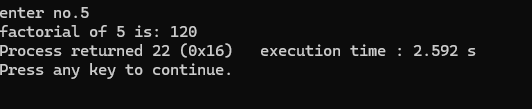 enter no.5
factorial of 5 is: 120
Process returned 22 (0x16)   execution time : 2.592 s
Press any key to continue.